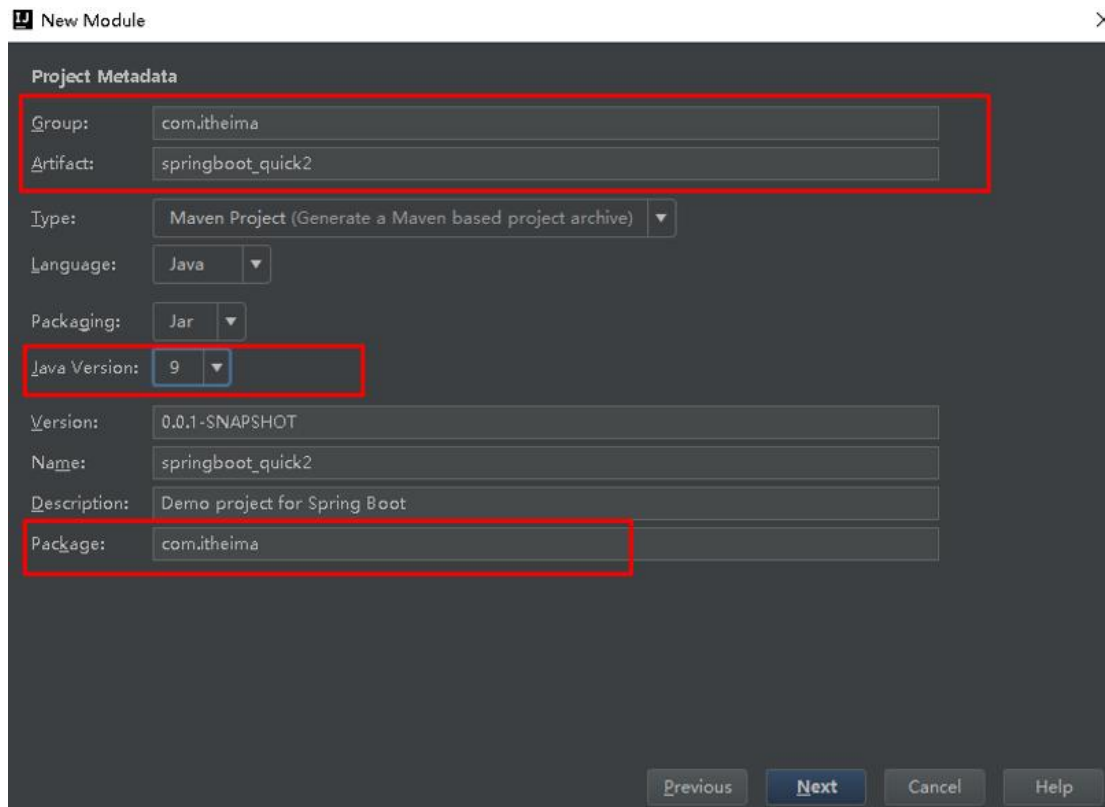 New Module
Project Metadata
Group: com.itheima
Artifact: springboot_quick2
Type: Maven Project (Generate a Maven based project archive)
Language: Java
Packaging: Jar
Java Version: 9
Version: 0.0.1-SNAPSHOT
Name: springboot_quick2
Description: Demo project for Spring Boot
Package: com.itheima
Previous Next Cancel Help